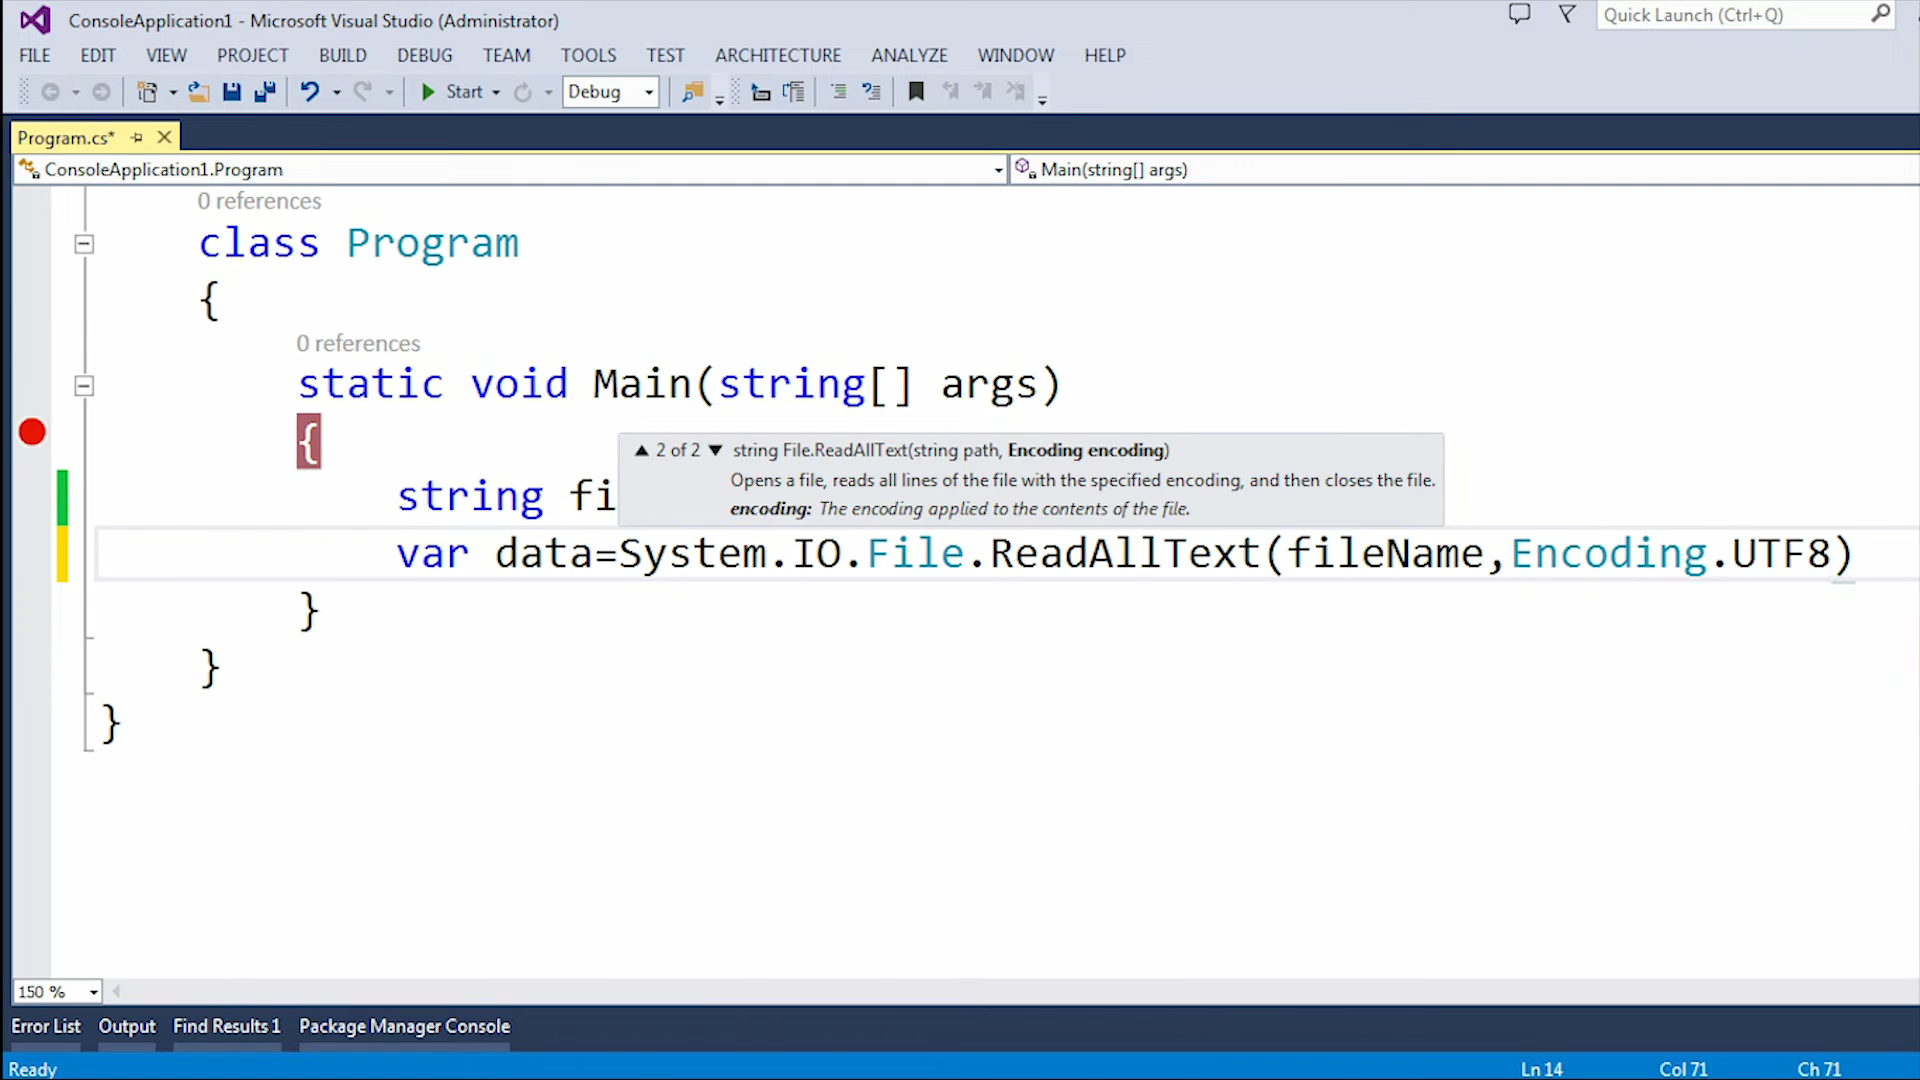 ConsoleApplication1 - Microsoft Visual Studio (Administrator)
Quick Launch (Ctrl+Q)
FILE EDIT VIEW PROJECT BUILD DEBUG TEAM TOOLS TEST ARCHITECTURE ANALYZE WINDOW HELP
Start Debug
Program.cs*
ConsoleApplication1.Program Main(string[] args)
0 references
class Program
{
0 references
static void Main(string[] args)
{
2 of 2 string File.ReadAllText(string path, Encoding encoding)
Opens a file, reads all lines of the file with the specified encoding, and then closes the file.
encoding: The encoding applied to the contents of the file.
string fi
var data=System.IO.File.ReadAllText(fileName,Encoding.UTF8)
}
}
}
150 %
Error List Output Find Results 1 Package Manager Console
Ready Ln 14 Col 71 Ch 71